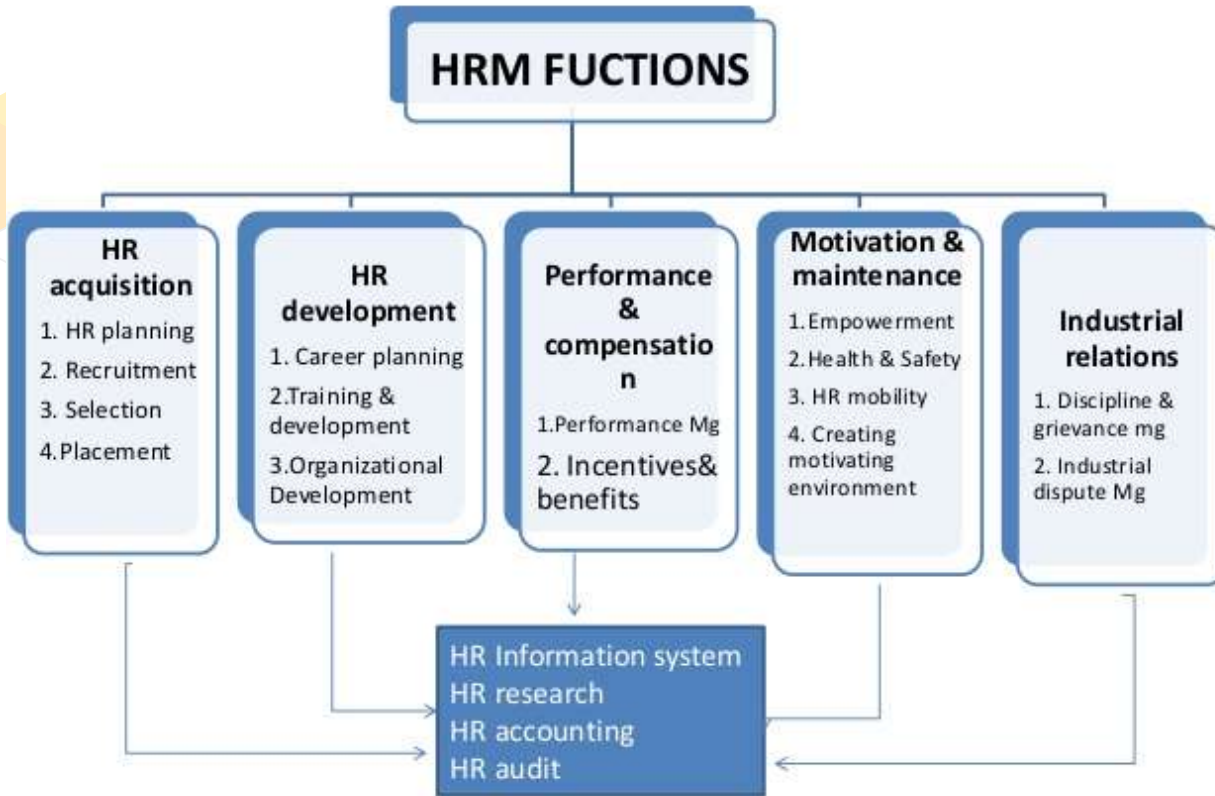 HRM FUCTIONS
HR
acquisition
1. HR planning
2. Recruitment
3. Selection
4.Placement
HR
development
1. Career planning
2.Training &
development
3.Organizational
Development
Performance
&
compensatio
n
1.Performance Mg
2. Incentives&
benefits
Motivation &
maintenance
1.Empowerment
2.Health & Safety
3. HR mobility
4. Creating
motivating
environment
Industrial
relations
1. Discipline &
grievance mg
2. Industrial
dispute Mg
HR Information system
HR research
HR accounting
HR audit